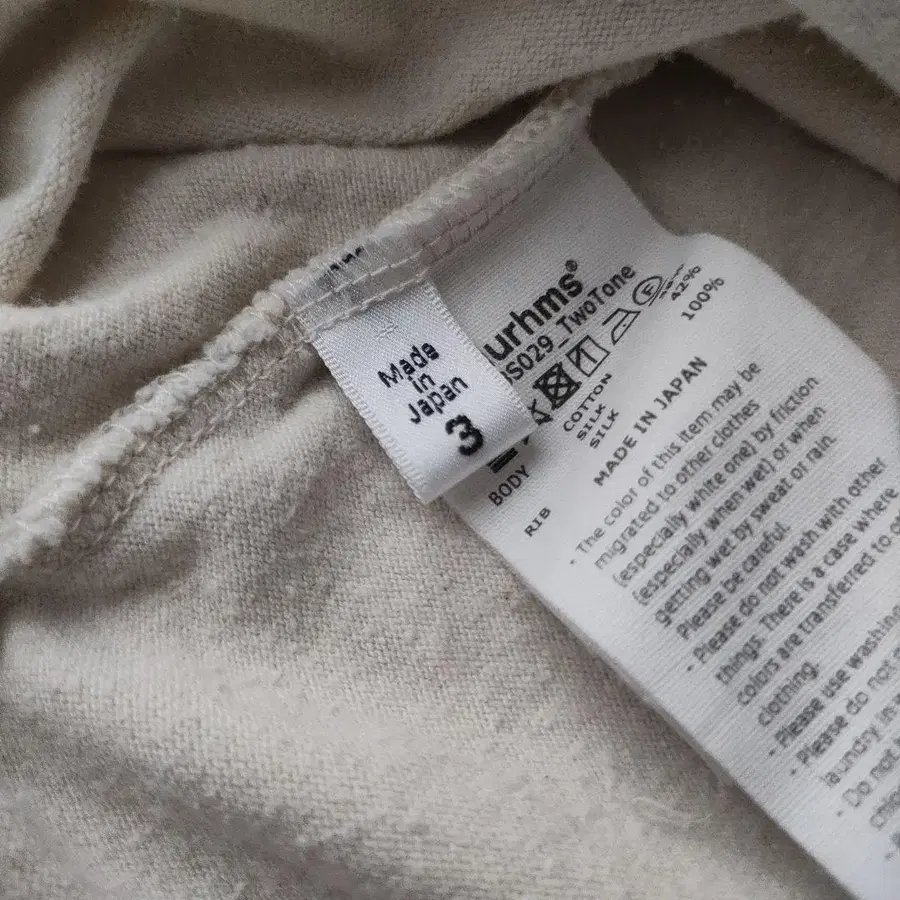 Made
in
Japan
3
urhms®
S029_TwoTone
F
BODY COTTON
SILK 42%
RIB SILK 100%
MADE IN JAPAN
· The color of this item may be
migrated to other clothes
(especially white one) by friction
(especially when wet) or when
getting wet by sweat or rain.
Please be careful.
· Please do not wash with other
things. There is a case where
colors are transferred to
clothing.
· Please use washing
· Please do not
laundry in
· Do not